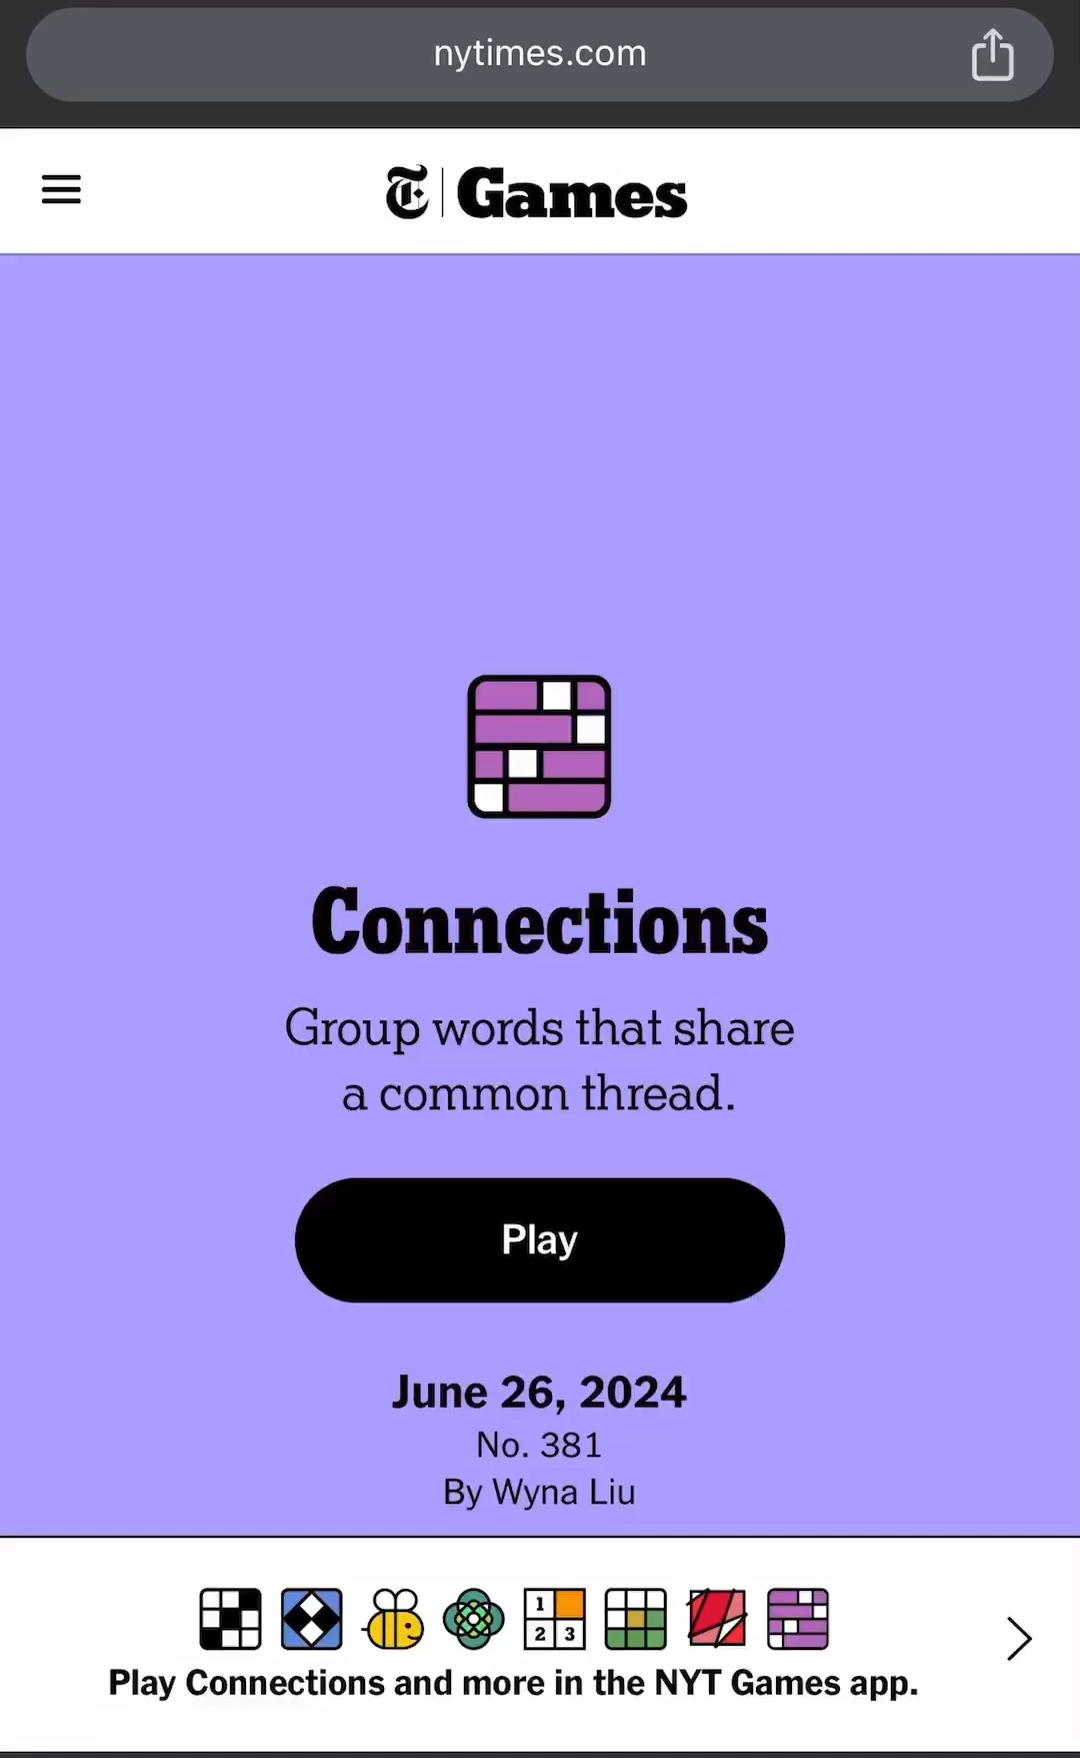 nytimes.com
T Games
Connections
Group words that share
a common thread.
Play
June 26, 2024
No. 381
By Wyna Liu
1
2 3
Play Connections and more in the NYT Games app.